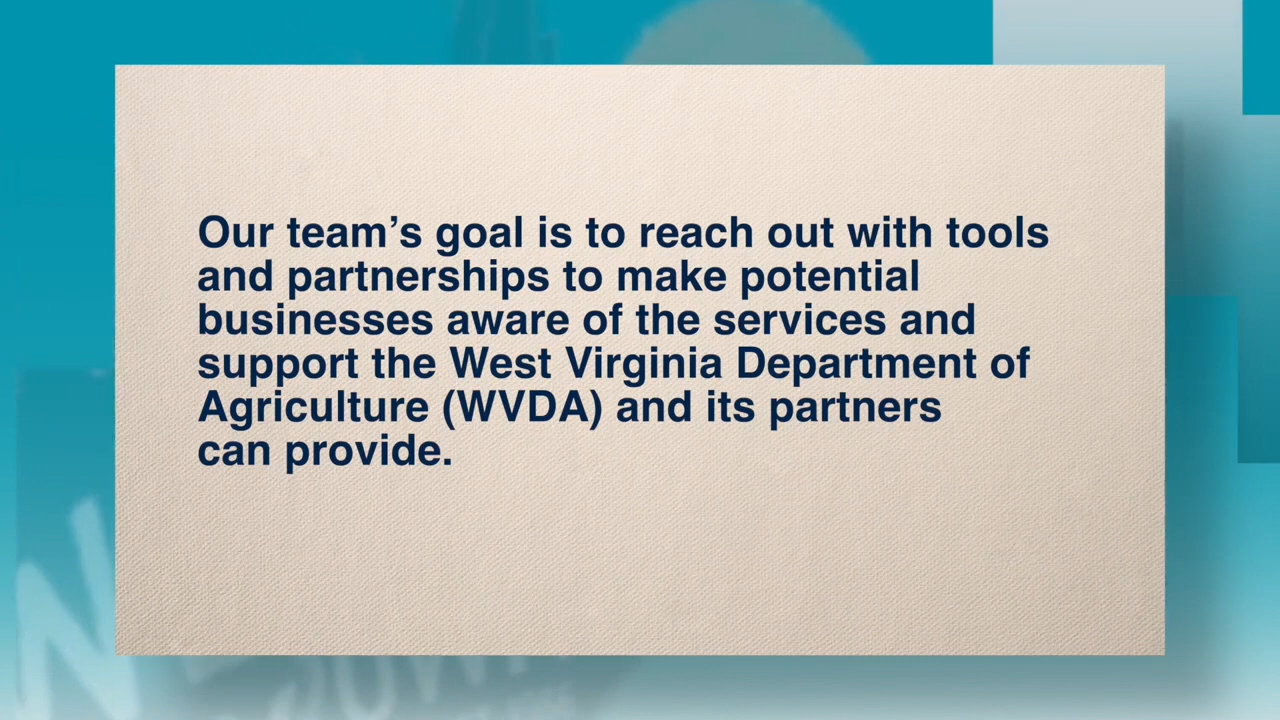 Our team’s goal is to reach out with tools
and partnerships to make potential
businesses aware of the services and
support the West Virginia Department of
Agriculture (WVDA) and its partners
can provide.